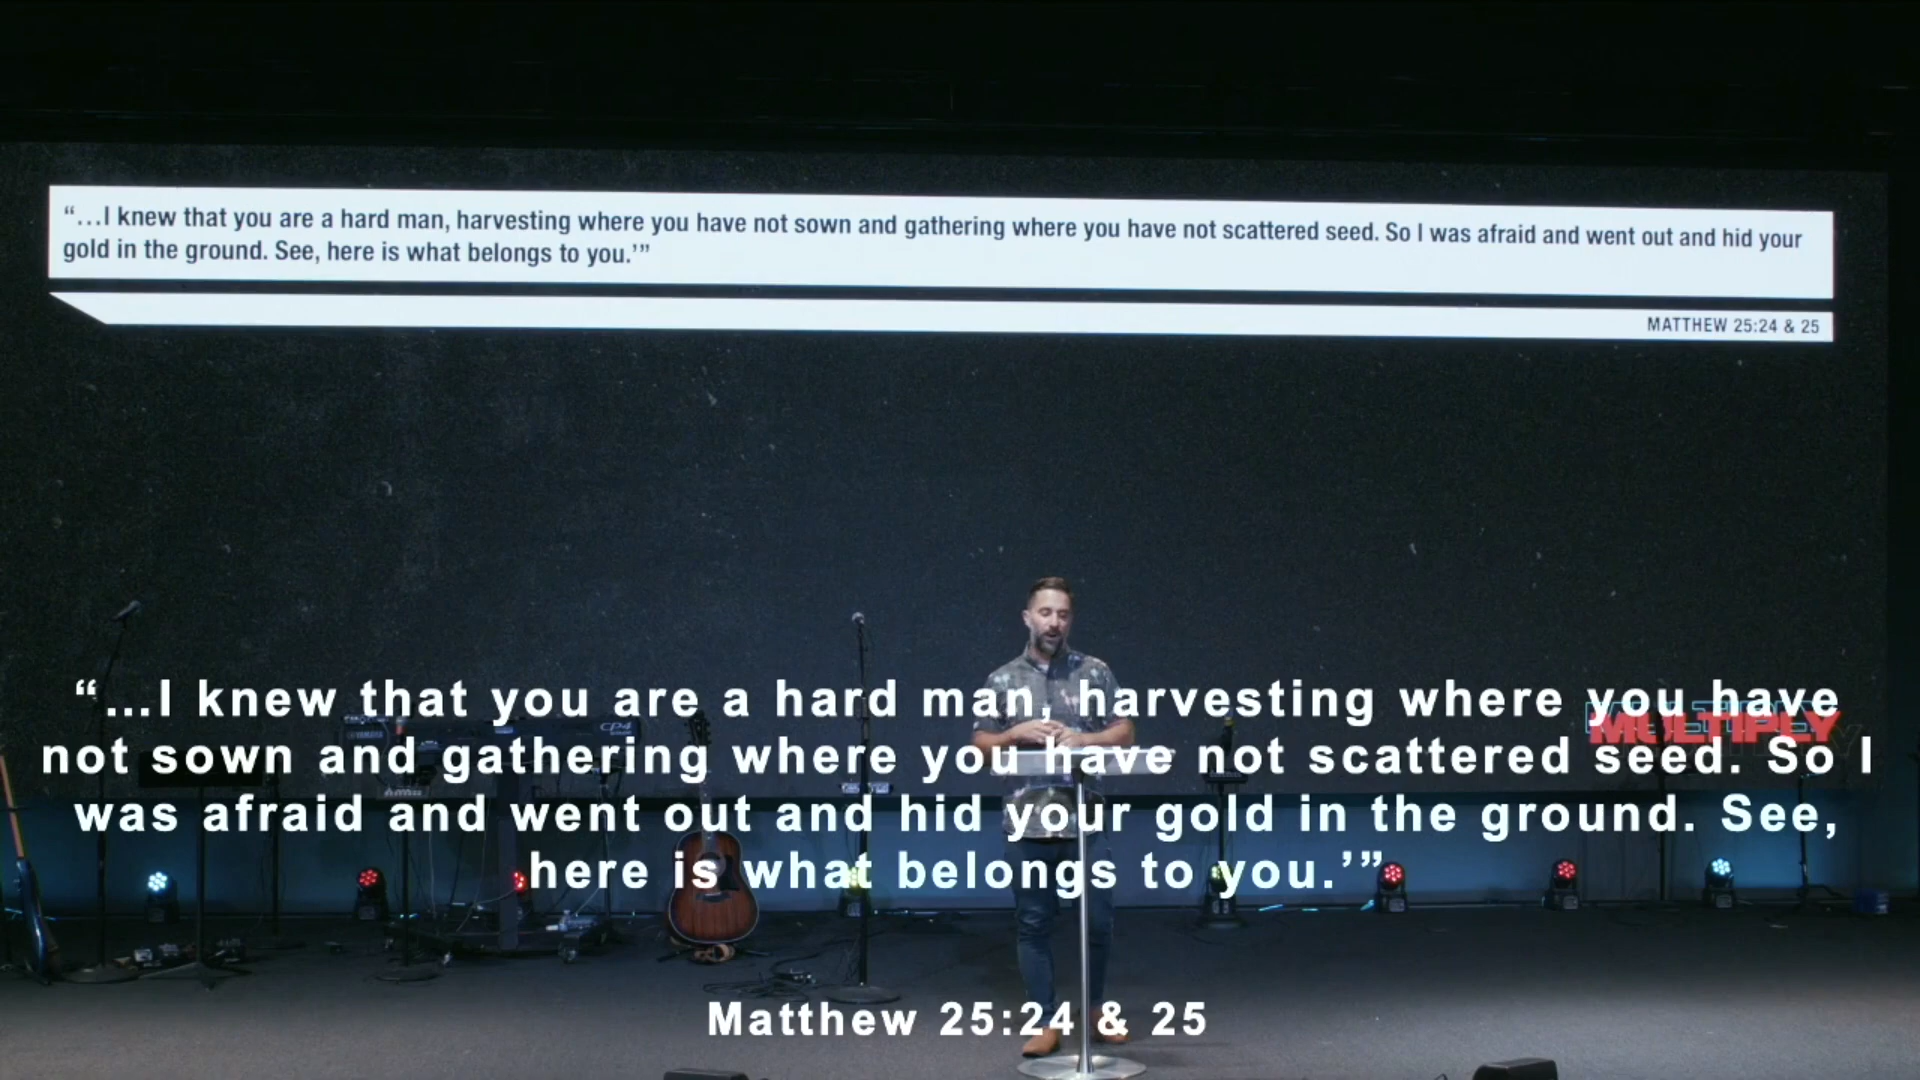 “...I knew that you are a hard man, harvesting where you have not sown and gathering where you have not scattered seed. So I was afraid and went out and hid your
gold in the ground. See, here is what belongs to you.’”
MATTHEW 25:24 & 25
“...I knew that you are a hard man, harvesting where you have
MULTIPLY
not sown and gathering where you have not scattered seed. So I
was afraid and went out and hid your gold in the ground. See,
here is what belongs to you.’”
Matthew 25:24 & 25
YAMAHA
CP4